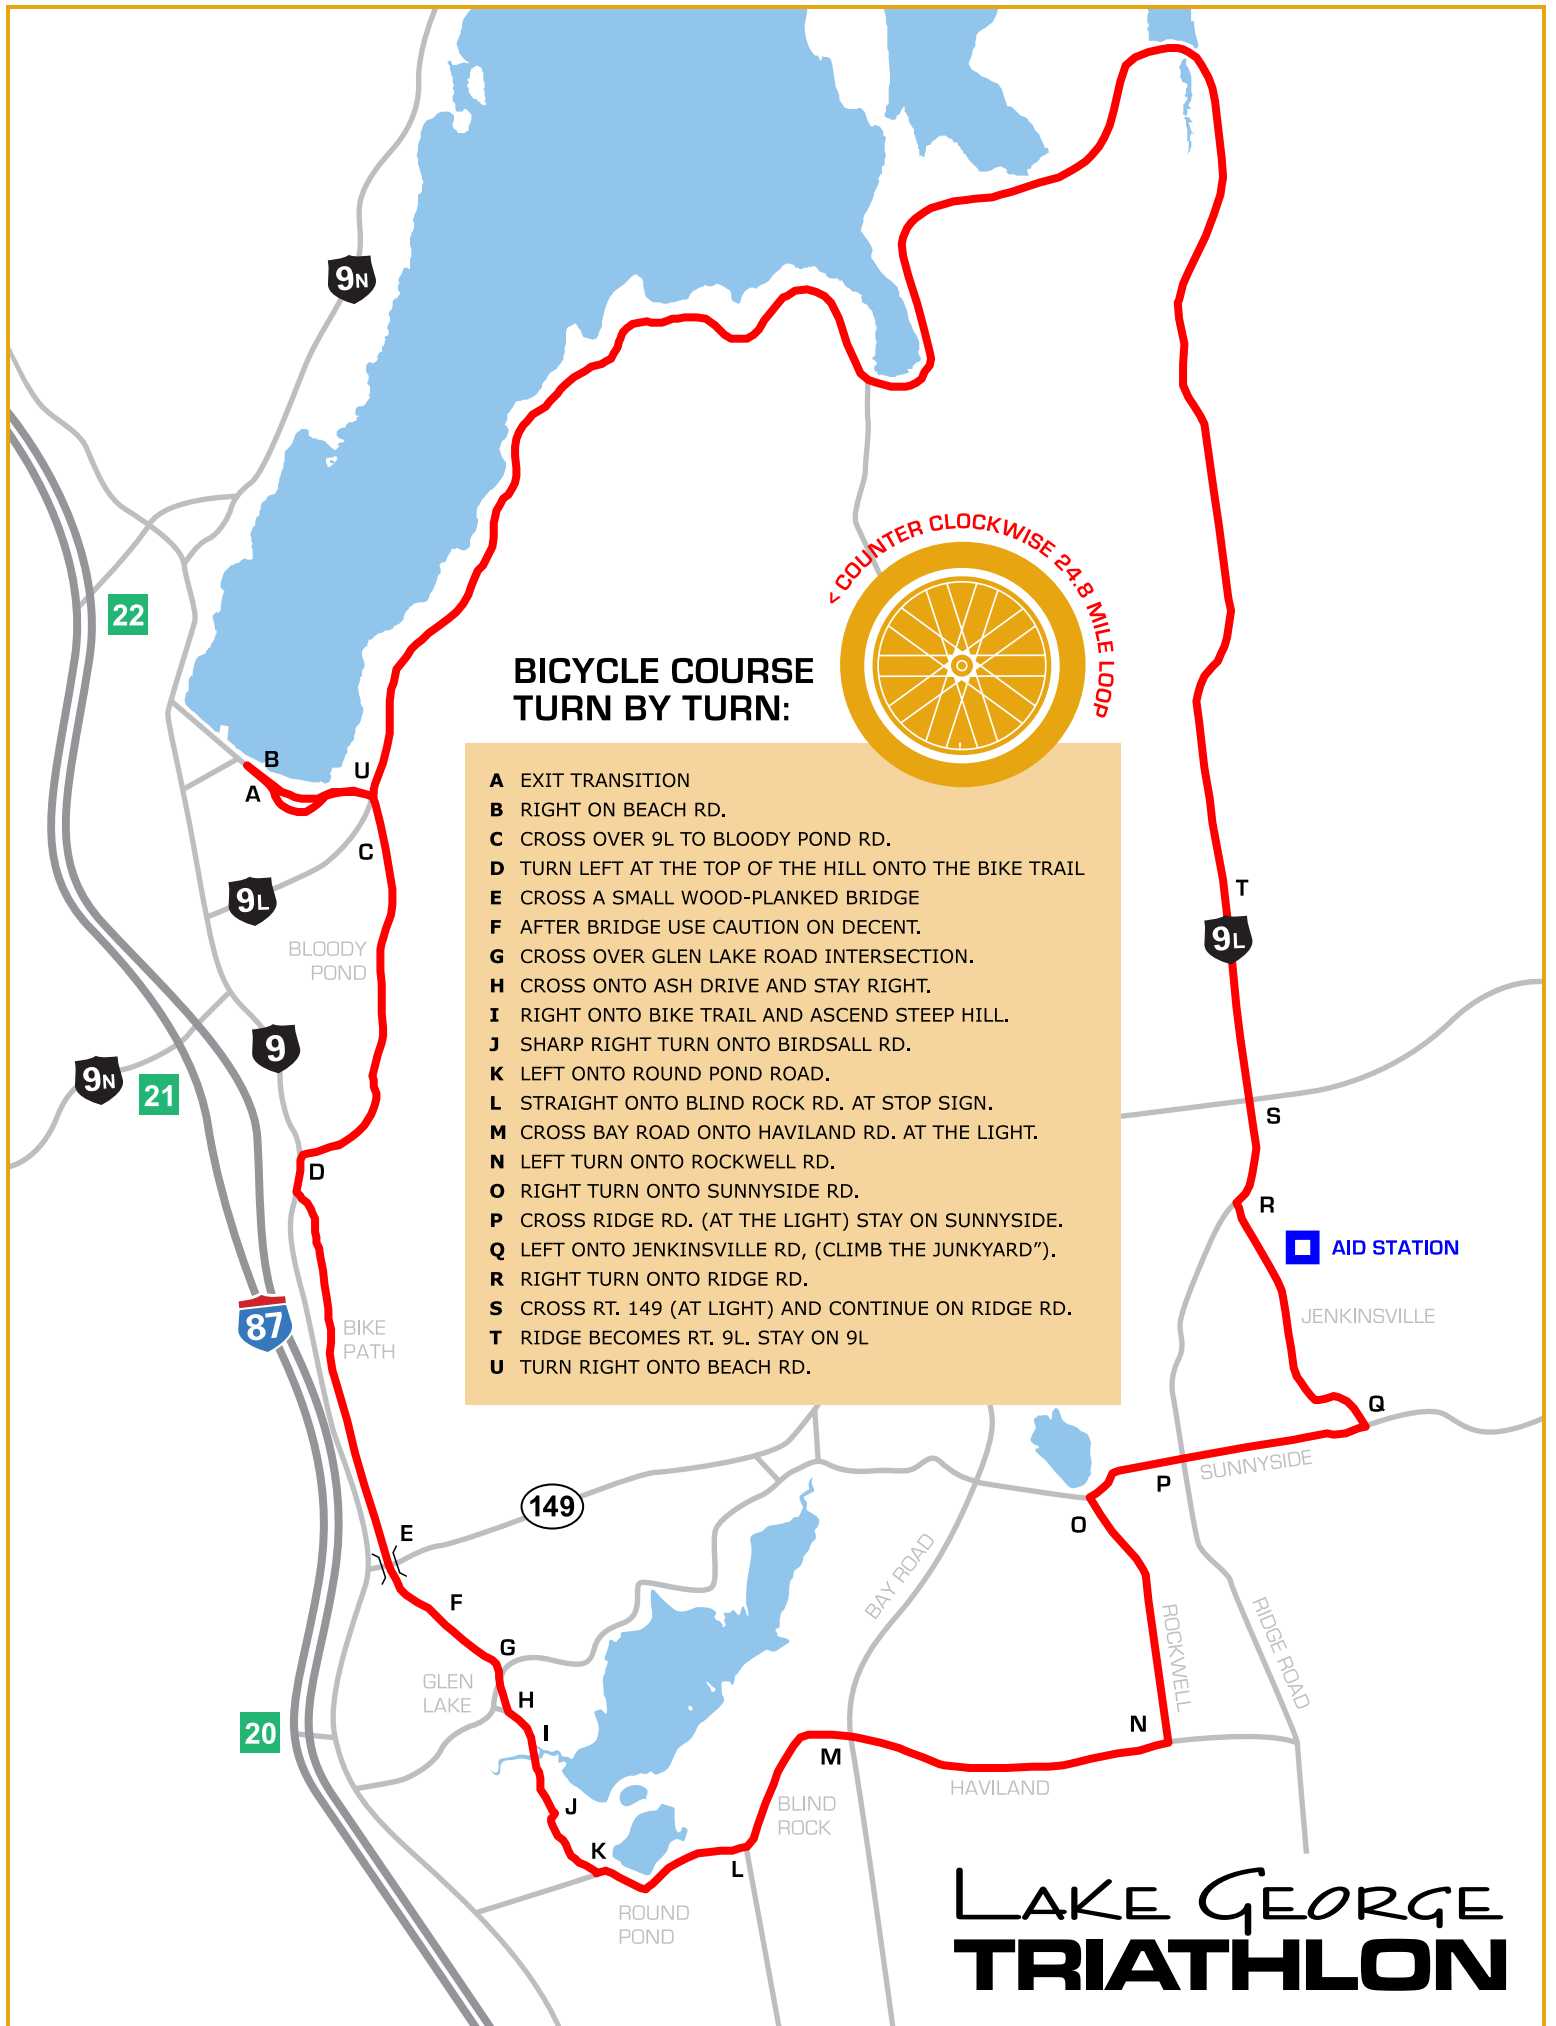 9N
22
< COUNTER CLOCKWISE 24.8 MILE LOOP
BICYCLE COURSE
TURN BY TURN:
B
U
A
C
A EXIT TRANSITION
B RIGHT ON BEACH RD.
C CROSS OVER 9L TO BLOODY POND RD.
D TURN LEFT AT THE TOP OF THE HILL ONTO THE BIKE TRAIL
E CROSS A SMALL WOOD-PLANKED BRIDGE
F AFTER BRIDGE USE CAUTION ON DECENT.
G CROSS OVER GLEN LAKE ROAD INTERSECTION.
H CROSS ONTO ASH DRIVE AND STAY RIGHT.
I RIGHT ONTO BIKE TRAIL AND ASCEND STEEP HILL.
J SHARP RIGHT TURN ONTO BIRDSALL RD.
K LEFT ONTO ROUND POND ROAD.
L STRAIGHT ONTO BLIND ROCK RD. AT STOP SIGN.
M CROSS BAY ROAD ONTO HAVILAND RD. AT THE LIGHT.
N LEFT TURN ONTO ROCKWELL RD.
O RIGHT TURN ONTO SUNNYSIDE RD.
P CROSS RIDGE RD. (AT THE LIGHT) STAY ON SUNNYSIDE.
Q LEFT ONTO JENKINSVILLE RD, (CLIMB THE JUNKYARD”).
R RIGHT TURN ONTO RIDGE RD.
S CROSS RT. 149 (AT LIGHT) AND CONTINUE ON RIDGE RD.
T RIDGE BECOMES RT. 9L. STAY ON 9L
U TURN RIGHT ONTO BEACH RD.
T
9L
9L
BLOODY
POND
9
9N
21
S
D
R
AID STATION
87
JENKINSVILLE
BIKE
PATH
Q
SUNNYSIDE
P
149
O
E
BAY ROAD
F
ROCKWELL
RIDGE ROAD
G
GLEN
LAKE
H
I
20
N
M
HAVILAND
BLIND
ROCK
J
K
L
ROUND
POND
LAKE GEORGE
TRIATHLON